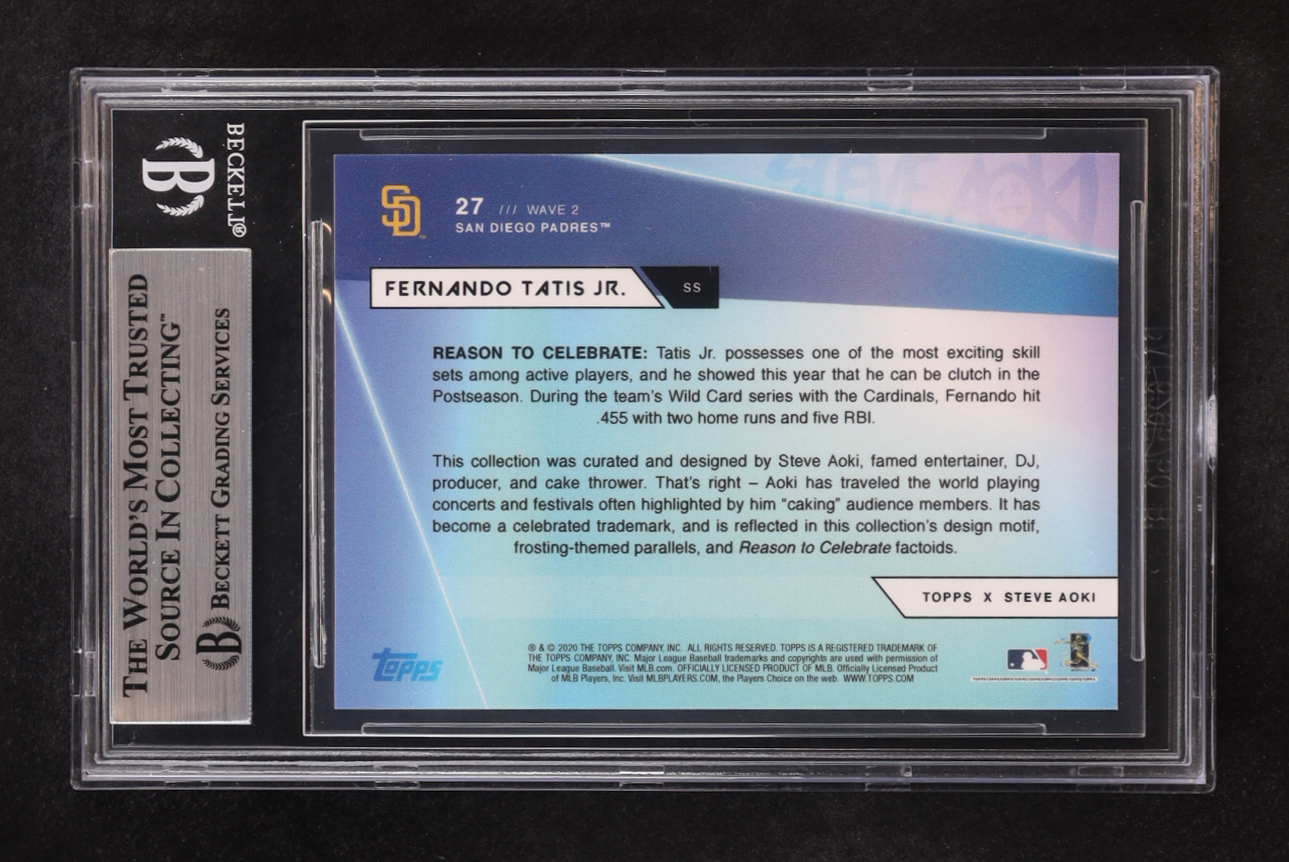 BECKETT®
B
THE WORLD'S MOST TRUSTED
SOURCE IN COLLECTING™
B BECKETT GRADING SERVICES
SD
27 /// WAVE 2
SAN DIEGO PADRES™
FERNANDO TATIS JR. SS
REASON TO CELEBRATE: Tatis Jr. possesses one of the most exciting skill
sets among active players, and he showed this year that he can be clutch in the
Postseason. During the team's Wild Card series with the Cardinals, Fernando hit
.455 with two home runs and five RBI.
This collection was curated and designed by Steve Aoki, famed entertainer, DJ,
producer, and cake thrower. That's right – Aoki has traveled the world playing
concerts and festivals often highlighted by him “caking” audience members. It has
become a celebrated trademark, and is reflected in this collection's design motif,
frosting-themed parallels, and Reason to Celebrate factoids.
TOPPS X STEVE AOKI
topps
® & © 2020 THE TOPPS COMPANY, INC. ALL RIGHTS RESERVED. TOPPS IS A REGISTERED TRADEMARK OF
THE TOPPS COMPANY, INC. Major League Baseball trademarks and copyrights are used with permission of
Major League Baseball. Visit MLB.com. OFFICIALLY LICENSED PRODUCT OF MLB. Officially Licensed Product
of MLB Players, Inc. Visit MLBPLAYERS.COM, the Players Choice on the web. WWW.TOPPS.COM